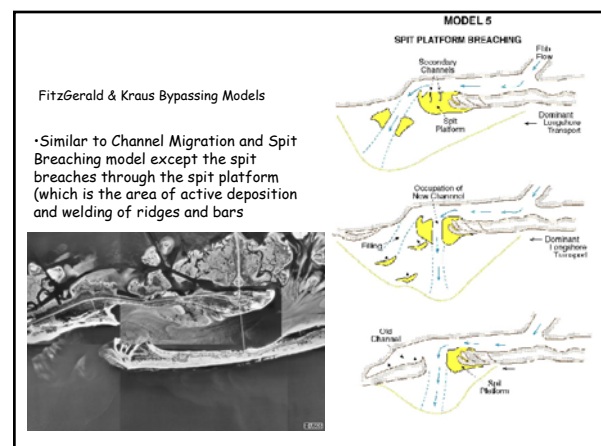 MODEL 5
SPIT PLATFORM BREACHING
FitzGerald & Kraus Bypassing Models
•Similar to Channel Migration and Spit
Breaching model except the spit
breaches through the spit platform
(which is the area of active deposition
and welding of ridges and bars
Secondary
Channels
Ebb
Flow
Spit
Platform
Dominant
Longshore
Transport
Occupation of
New Channel
Filling
Dominant
Longshore
Transport
Old
Channel
Spit
Platform